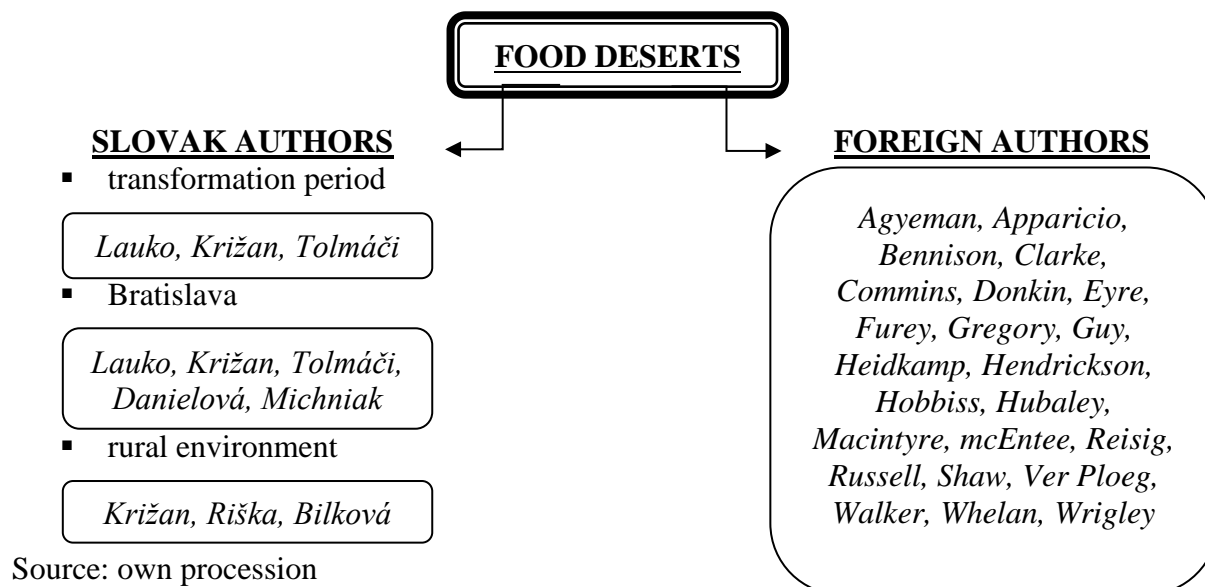 FOOD DESERTS
SLOVAK AUTHORS
▪ transformation period
Lauko, Križan, Tolmáči
▪ Bratislava
Lauko, Križan, Tolmáči,
Danielová, Michniak
▪ rural environment
Križan, Riška, Bilková
FOREIGN AUTHORS
Agyeman, Apparicio,
Bennison, Clarke,
Commins, Donkin, Eyre,
Furey, Gregory, Guy,
Heidkamp, Hendrickson,
Hobbiss, Hubaley,
Macintyre, mcEntee, Reisig,
Russell, Shaw, Ver Ploeg,
Walker, Whelan, Wrigley
Source: own procession